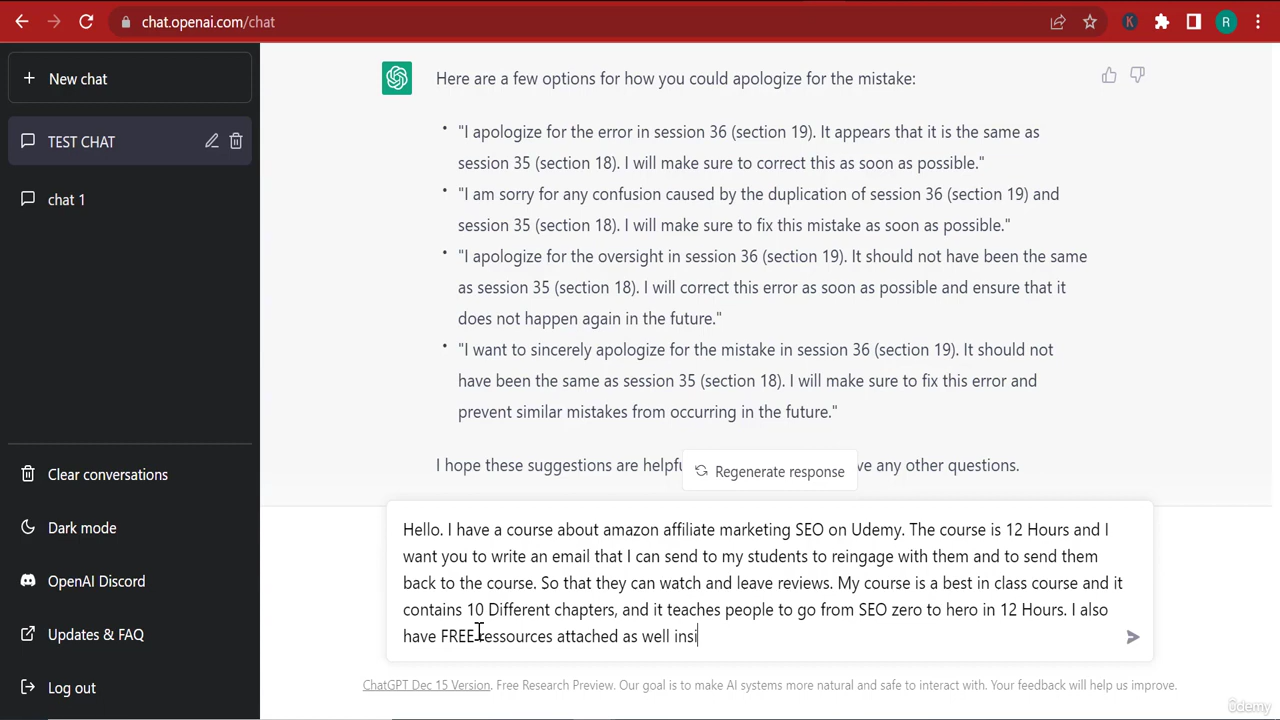 chat.openai.com/chat
K
R
New chat
TEST CHAT
chat 1
Clear conversations
Dark mode
OpenAI Discord
Updates & FAQ
Log out
Here are a few options for how you could apologize for the mistake:
• "I apologize for the error in session 36 (section 19). It appears that it is the same as
session 35 (section 18). I will make sure to correct this as soon as possible."
• "I am sorry for any confusion caused by the duplication of session 36 (section 19) and
session 35 (section 18). I will make sure to fix this mistake as soon as possible."
• "I apologize for the oversight in session 36 (section 19). It should not have been the same
as session 35 (section 18). I will correct this error as soon as possible and ensure that it
does not happen again in the future."
• "I want to sincerely apologize for the mistake in session 36 (section 19). It should not
have been the same as session 35 (section 18). I will make sure to fix this error and
prevent similar mistakes from occurring in the future."
I hope these suggestions are helpfu ve any other questions.
Regenerate response
Hello. I have a course about amazon affiliate marketing SEO on Udemy. The course is 12 Hours and I
want you to write an email that I can send to my students to reingage with them and to send them
back to the course. So that they can watch and leave reviews. My course is a best in class course and it
contains 10 Different chapters, and it teaches people to go from SEO zero to hero in 12 Hours. I also
have FREE ressources attached as well insi
ChatGPT Dec 15 Version. Free Research Preview. Our goal is to make AI systems more natural and safe to interact with. Your feedback will help us improve.
ûdemy